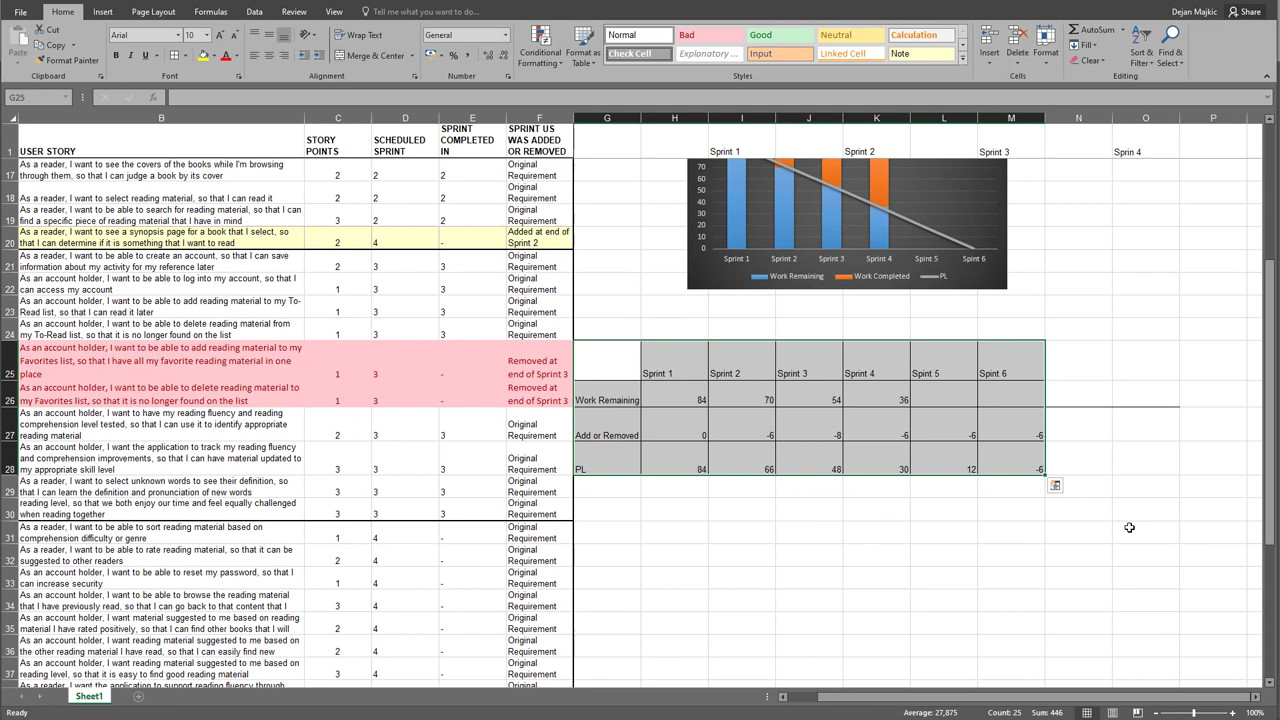 File Home Insert Page Layout Formulas Data Review View Tell me what you want to do... Dejan Majkic Share
Cut
Copy
Format Painter
Paste
Arial 10
B I U
Wrap Text
Merge & Center
General
%
Conditional Formatting
Format as Table
Normal Bad Good Neutral Calculation
Check Cell Explanatory ... Input Linked Cell Note
Insert Delete Format
AutoSum
Fill
Clear
Sort & Filter
Find & Select
Clipboard Font Alignment Number Styles Cells Editing
G25 fx
B C D E F G H I J K L M N O P
1 USER STORY STORY POINTS SCHEDULED SPRINT SPRINT COMPLETED IN SPRINT US WAS ADDED OR REMOVED Sprint 1 Sprint 2 Sprint 3 Sprin 4
As a reader, I want to see the covers of the books while I'm browsing
17 through them, so that I can judge a book by its cover 2 2 2 Original Requirement
18 As a reader, I want to select reading material, so that I can read it 2 2 2 Original Requirement
As a reader, I want to be able to search for reading material, so that I can
19 find a specific piece of reading material that I have in mind 3 2 2 Original Requirement
As a reader, I want to see a synopsis page for a book that I select, so
20 that I can determine if it is something that I want to read 2 4 - Added at end of Sprint 2
As a reader, I want to be able to create an account, so that I can save
21 information about my activity for my reference later 2 3 3 Original Requirement
As an account holder, I want to be able to log into my account, so that I
22 can access my account 1 3 3 Original Requirement
As an account holder, I want to be able to add reading material to my To-
23 Read list, so that I can read it later 1 3 3 Original Requirement
As an account holder, I want to be able to delete reading material from
24 my To-Read list, so that it is no longer found on the list 1 3 3 Original Requirement
As an account holder, I want to be able to add reading material to my
Favorites list, so that I have all my favorite reading material in one
25 place 1 3 - Removed at end of Sprint 3
As an account holder, I want to be able to delete reading material to
26 my Favorites list, so that it is no longer found on the list 1 3 - Removed at end of Sprint 3
As an account holder, I want to have my reading fluency and reading
comprehension level tested, so that I can use it to identify appropriate
27 reading material 2 3 3 Original Requirement
As an account holder, I want the application to track my reading fluency
and comprehension improvements, so that I can have material updated to
28 my appropriate skill level 3 3 3 Original Requirement
As an account holder, I want to select unknown words to see their definition, so
29 that I can learn the definition and pronunciation of new words 3 3 3 Original Requirement
reading level, so that we both enjoy our time and feel equally challenged
30 when reading together 3 3 3 Original Requirement
As a reader, I want to be able to sort reading material based on
31 comprehension difficulty or genre 1 4 - Original Requirement
As an account holder, I want to be able to rate reading material, so that it can be
32 suggested to other readers 2 4 - Original Requirement
As an account holder, I want to be able to reset my password, so that I
33 can increase security 1 4 - Original Requirement
As an account holder, I want to be able to browse the reading material
34 that I have previously read, so that I can go back to that content that I 3 4 - Original Requirement
As an account holder, I want material suggested to me based on reading
35 material I have rated positively, so that I can find other books that I will 2 4 - Original Requirement
As an account holder, I want reading material suggested to me based on
36 the other reading material I have read, so that I can easily find new 2 4 - Original Requirement
As an account holder, I want reading material suggested to me based on
37 reading level, so that it is easy to find good reading material 3 4 - Original Requirement
As a reader, I want the application to support reading fluency through Original
70
60
50
40
30
20
10
0
Sprint 1 Sprint 2 Sprint 3 Sprint 4 Sprint 5 Sprint 6
Work Remaining Work Completed PL
Sprint 1 Sprint 2 Sprint 3 Sprint 4 Sprint 5 Spint 6
Work Remaining 84 70 54 36
Add or Removed 0 -6 -8 -6 -6 -6
PL 84 66 48 30 12 -6
Sheet1
Ready Average: 27,875 Count: 25 Sum: 446 100%